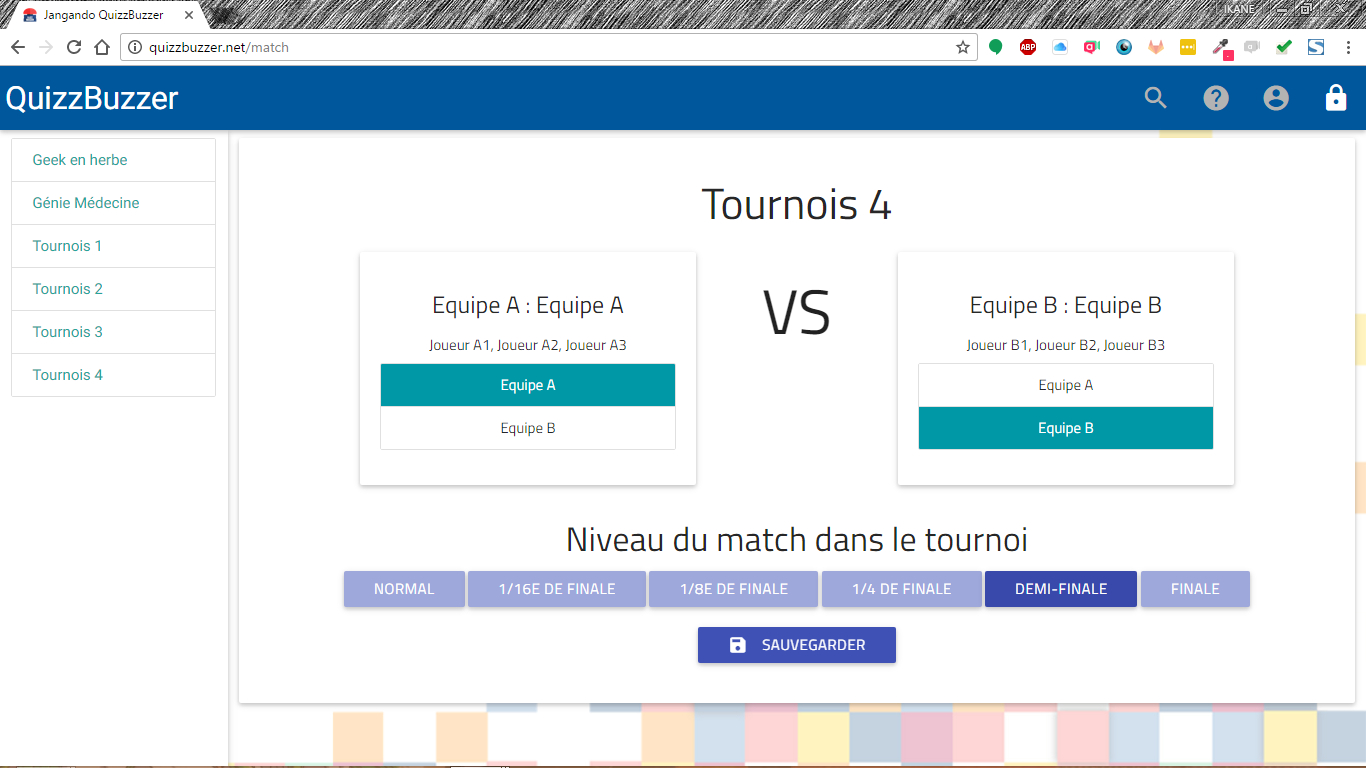 Jangando QuizzBuzzer
IKANE
quizzbuzzer.net/match
ABP
QuizzBuzzer
Geek en herbe
Génie Médecine
Tournois 1
Tournois 2
Tournois 3
Tournois 4
Tournois 4
Equipe A : Equipe A
Joueur A1, Joueur A2, Joueur A3
Equipe A
Equipe B
VS
Equipe B : Equipe B
Joueur B1, Joueur B2, Joueur B3
Equipe A
Equipe B
Niveau du match dans le tournoi
NORMAL
1/16E DE FINALE
1/8E DE FINALE
1/4 DE FINALE
DEMI-FINALE
FINALE
SAUVEGARDER